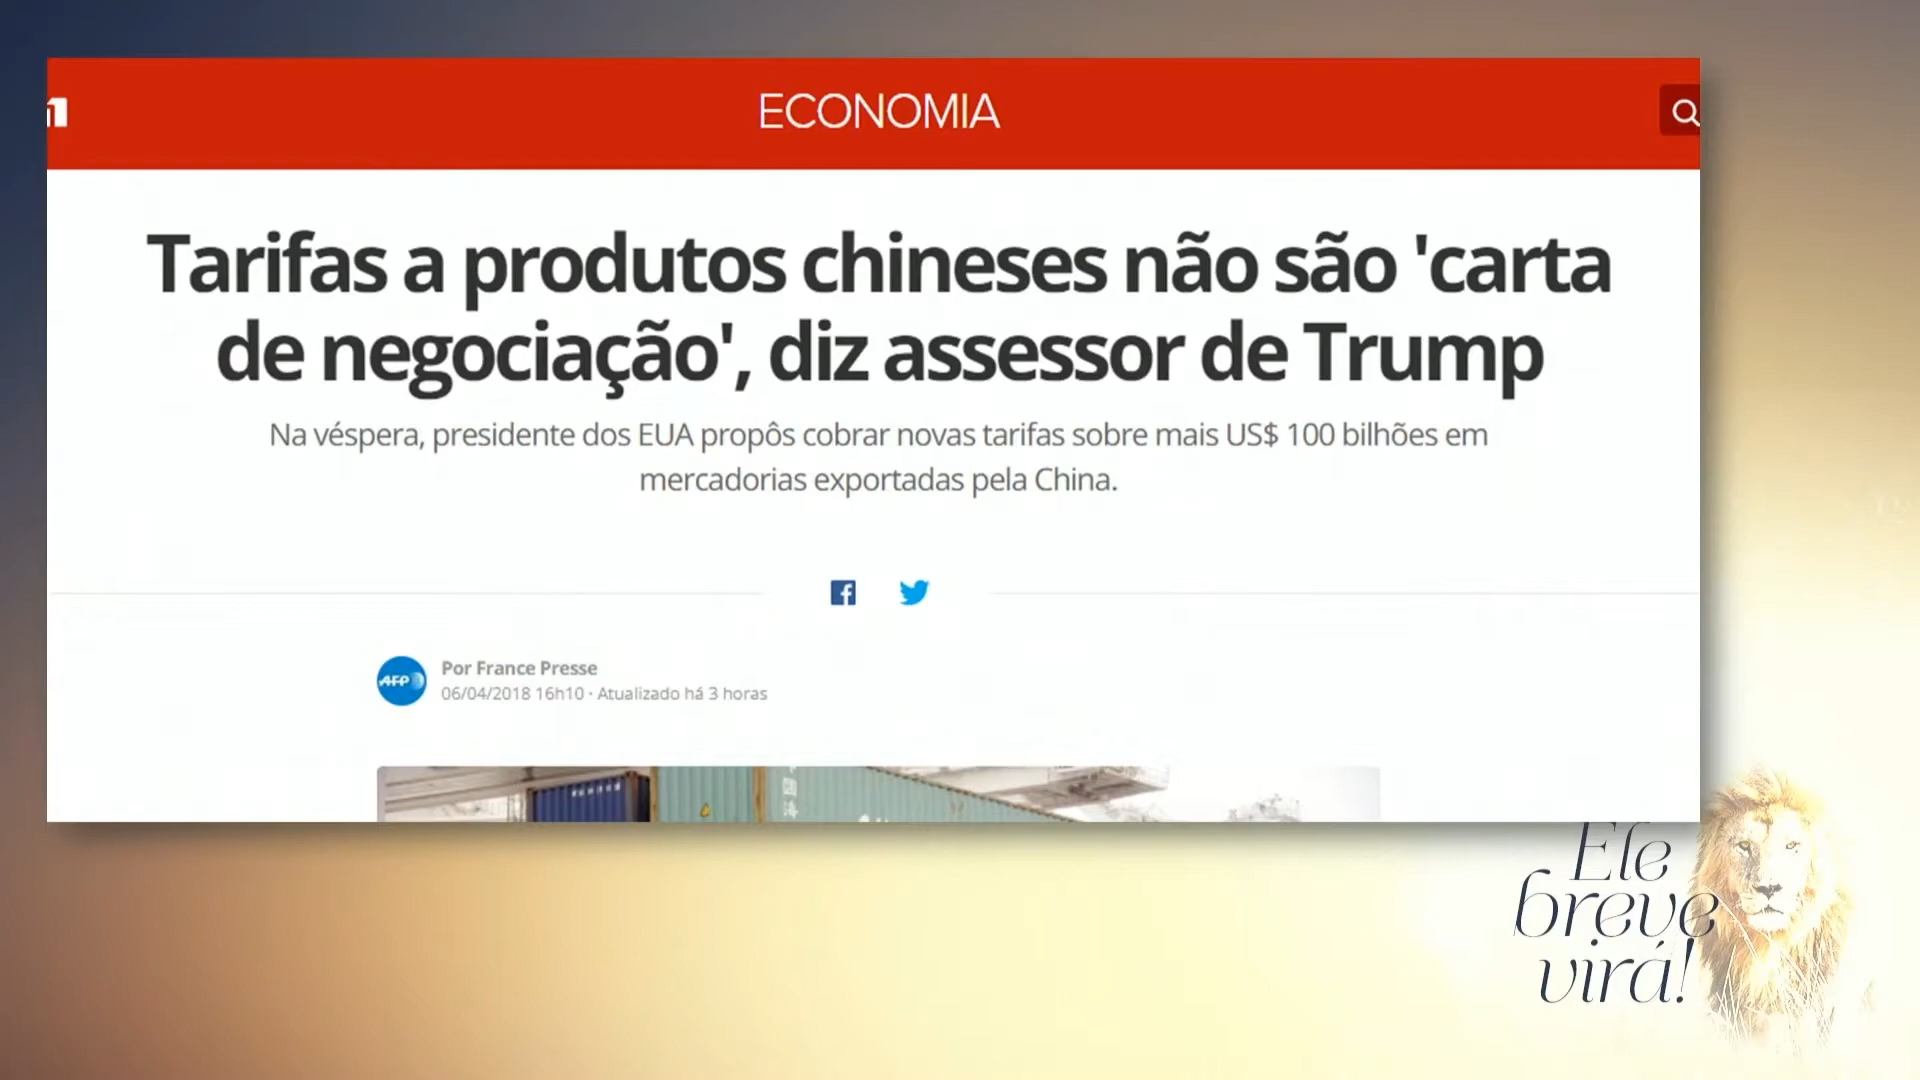 1
ECONOMIA
Tarifas a produtos chineses não são 'carta
de negociação', diz assessor de Trump
Na véspera, presidente dos EUA propôs cobrar novas tarifas sobre mais US$ 100 bilhões em
mercadorias exportadas pela China.
AFP
Por France Presse
06/04/2018 16h10 · Atualizado há 3 horas
Ele
breve
virá!